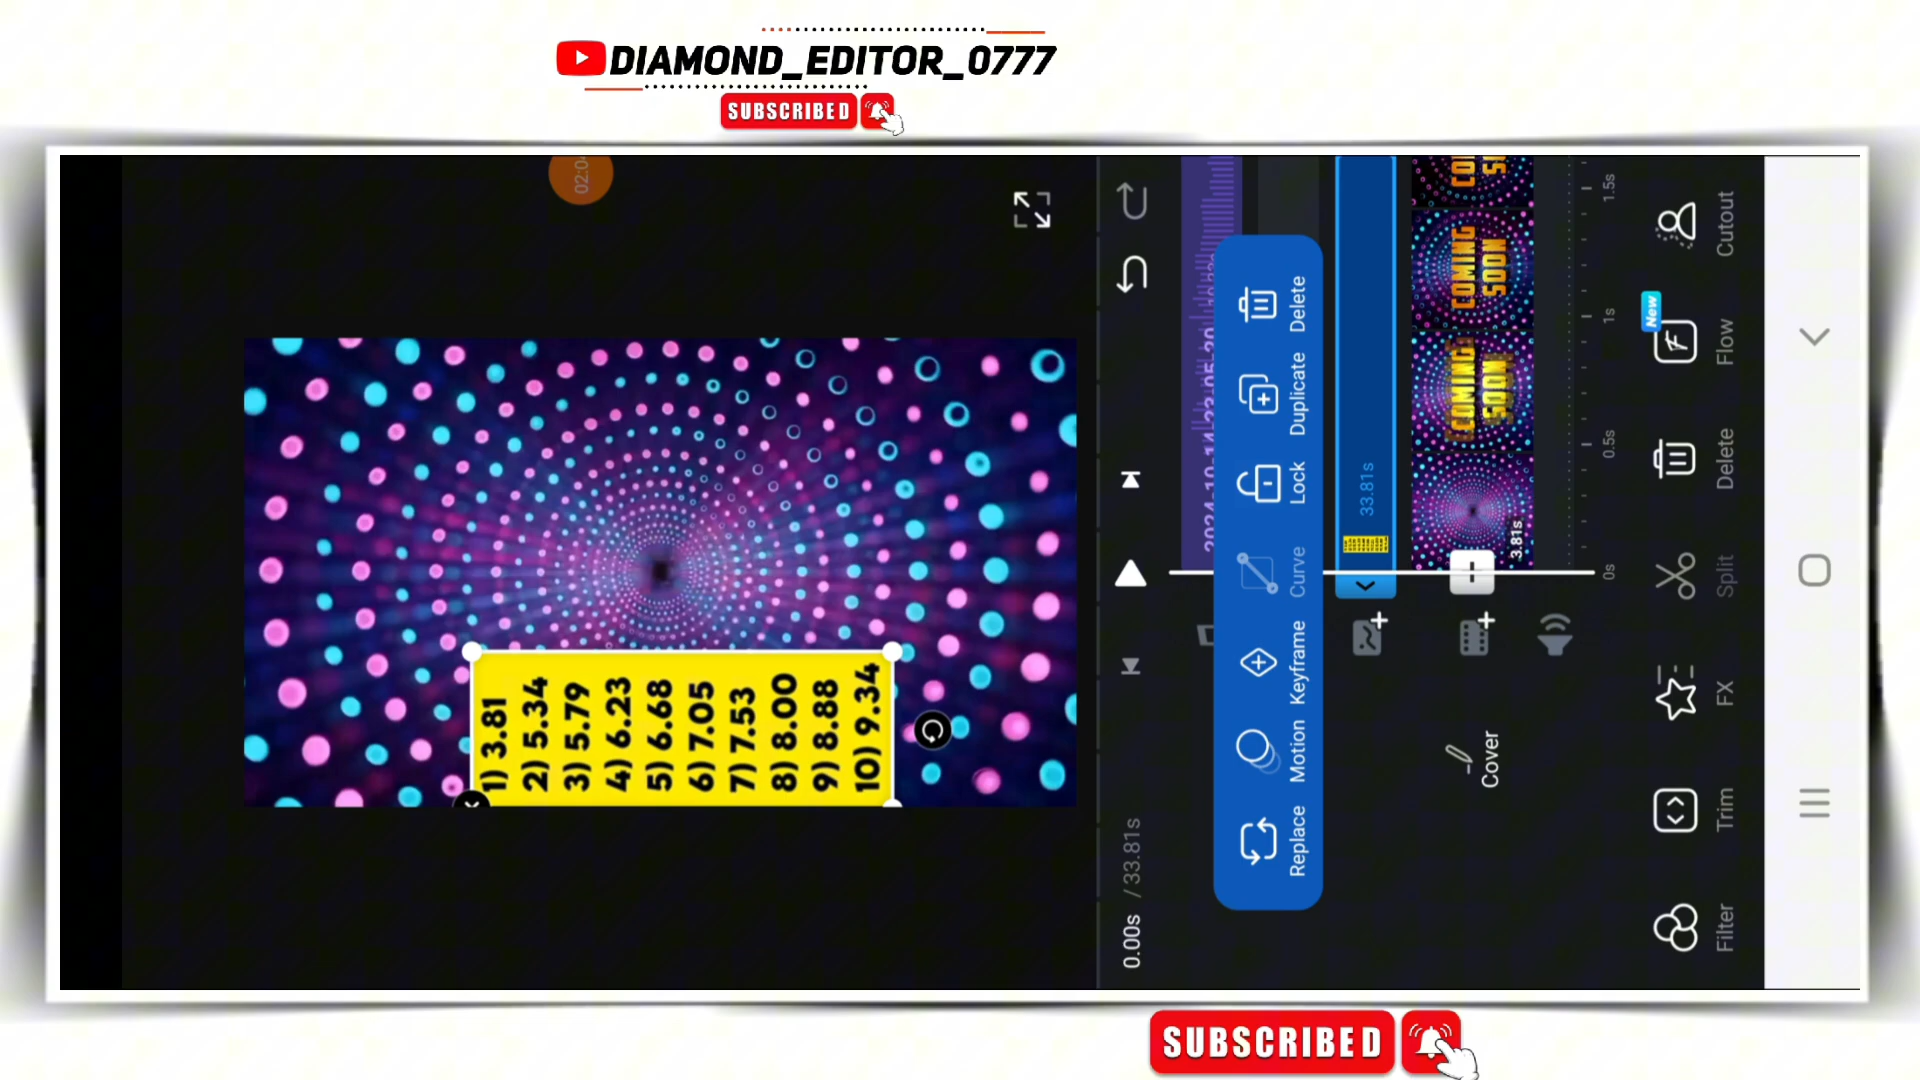 DIAMOND_EDITOR_0777
SUBSCRIBED
02:0
1) 3.81
2) 5.34
3) 5.79
4) 6.23
5) 6.68
6) 7.05
7) 7.53
8) 8.00
9) 8.88
10) 9.34
0.00s / 33.81s
Replace
Motion
Keyframe
Curve
Lock
Duplicate
Delete
33.81s
COMING
SOON
COMING
SOON
3.81s
0s
0.5s
1s
1.5s
Cover
Filter
Trim
FX
Split
Delete
Flow
New
Cutout
SUBSCRIBED